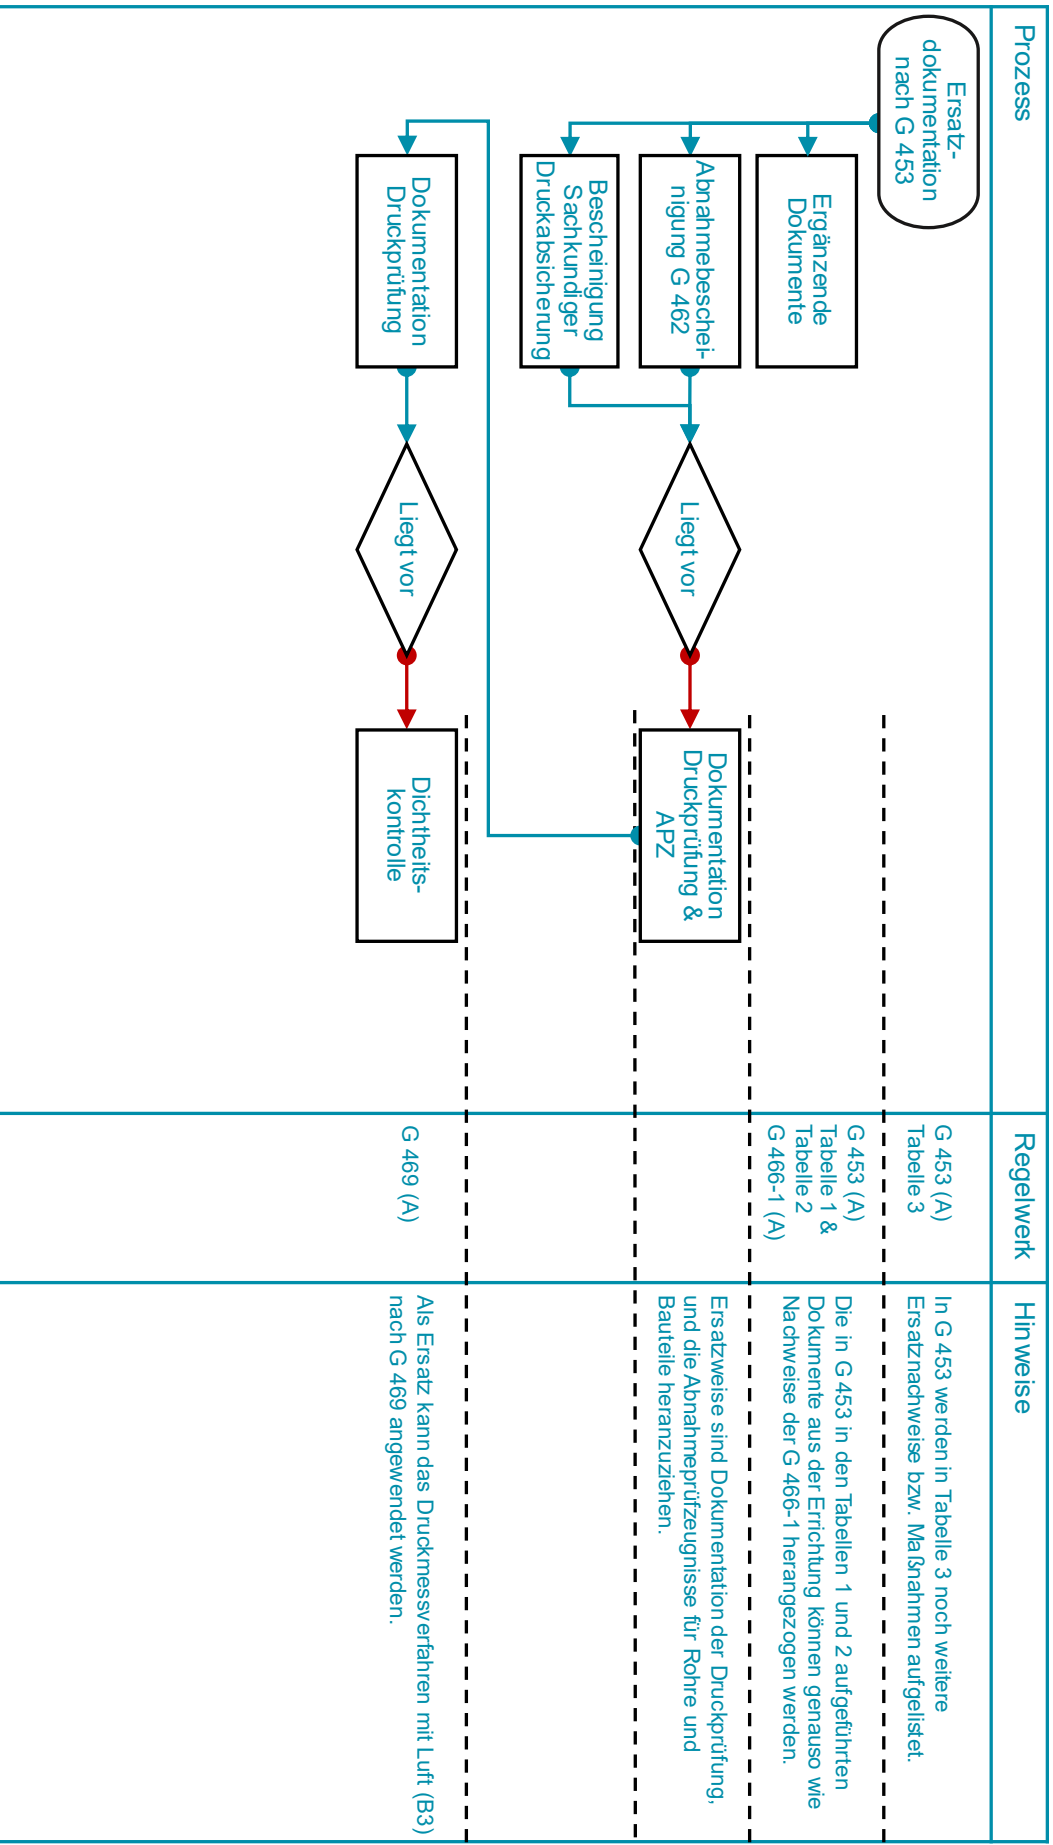 Prozess
Regelwerk
Hinweise
Ersatz-
dokumentation
nach G 453
G 453 (A)
Tabelle 3
In G 453 werden in Tabelle 3 noch weitere
Ersatznachweise bzw. Maßnahmen aufgelistet.
Ergänzende
Dokumente
G 453 (A)
Tabelle 1 &
Tabelle 2
G 466-1 (A)
Die in G 453 in den Tabellen 1 und 2 aufgeführten
Dokumente aus der Errichtung können genauso wie
Nachweise der G 466-1 herangezogen werden.
Abnahmebeschei-
nigung G 462
Liegt vor
Dokumentation
Druckprüfung &
APZ
Ersatzweise sind Dokumentation der Druckprüfung,
und die Abnahmeprüfzeugnisse für Rohre und
Bauteile heranzuziehen.
Bescheinigung
Sachkundiger
Druckabsicherung
Dokumentation
Druckprüfung
Liegt vor
Dichtheits-
kontrolle
G 469 (A)
Als Ersatz kann das Druckmessverfahren mit Luft (B3)
nach G 469 angewendet werden.